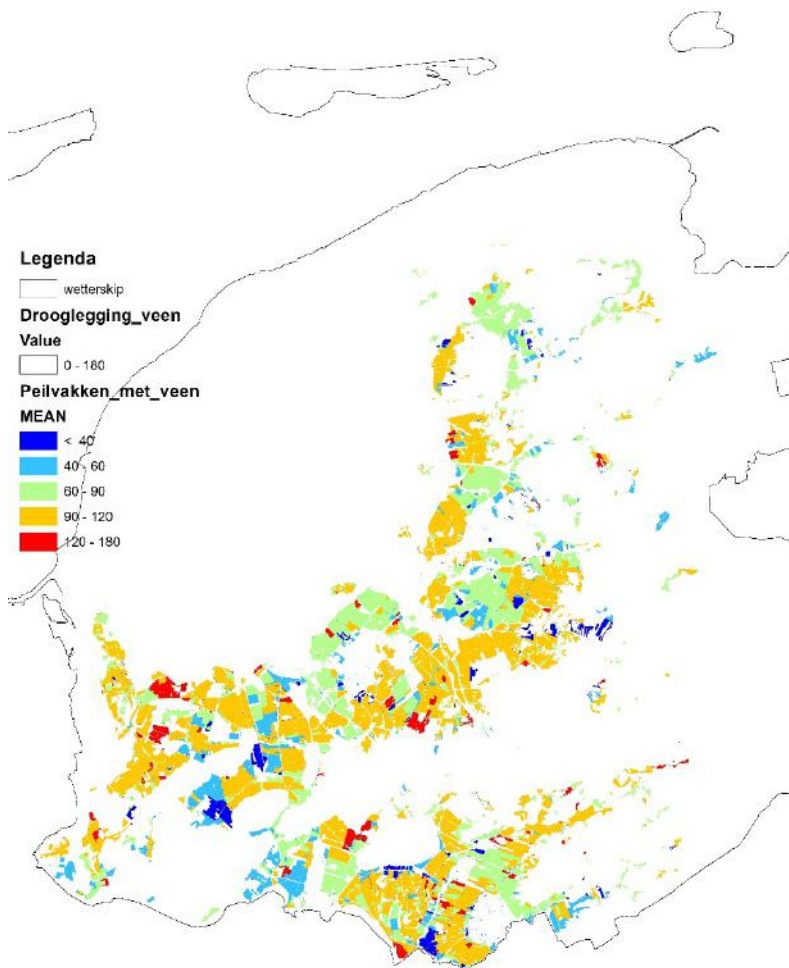 Legenda
wetterskip
Drooglegging_veen
Value
0 - 180
Peilvakken_met_veen
MEAN
< 40
40 - 60
60 - 90
90 - 120
120 - 180